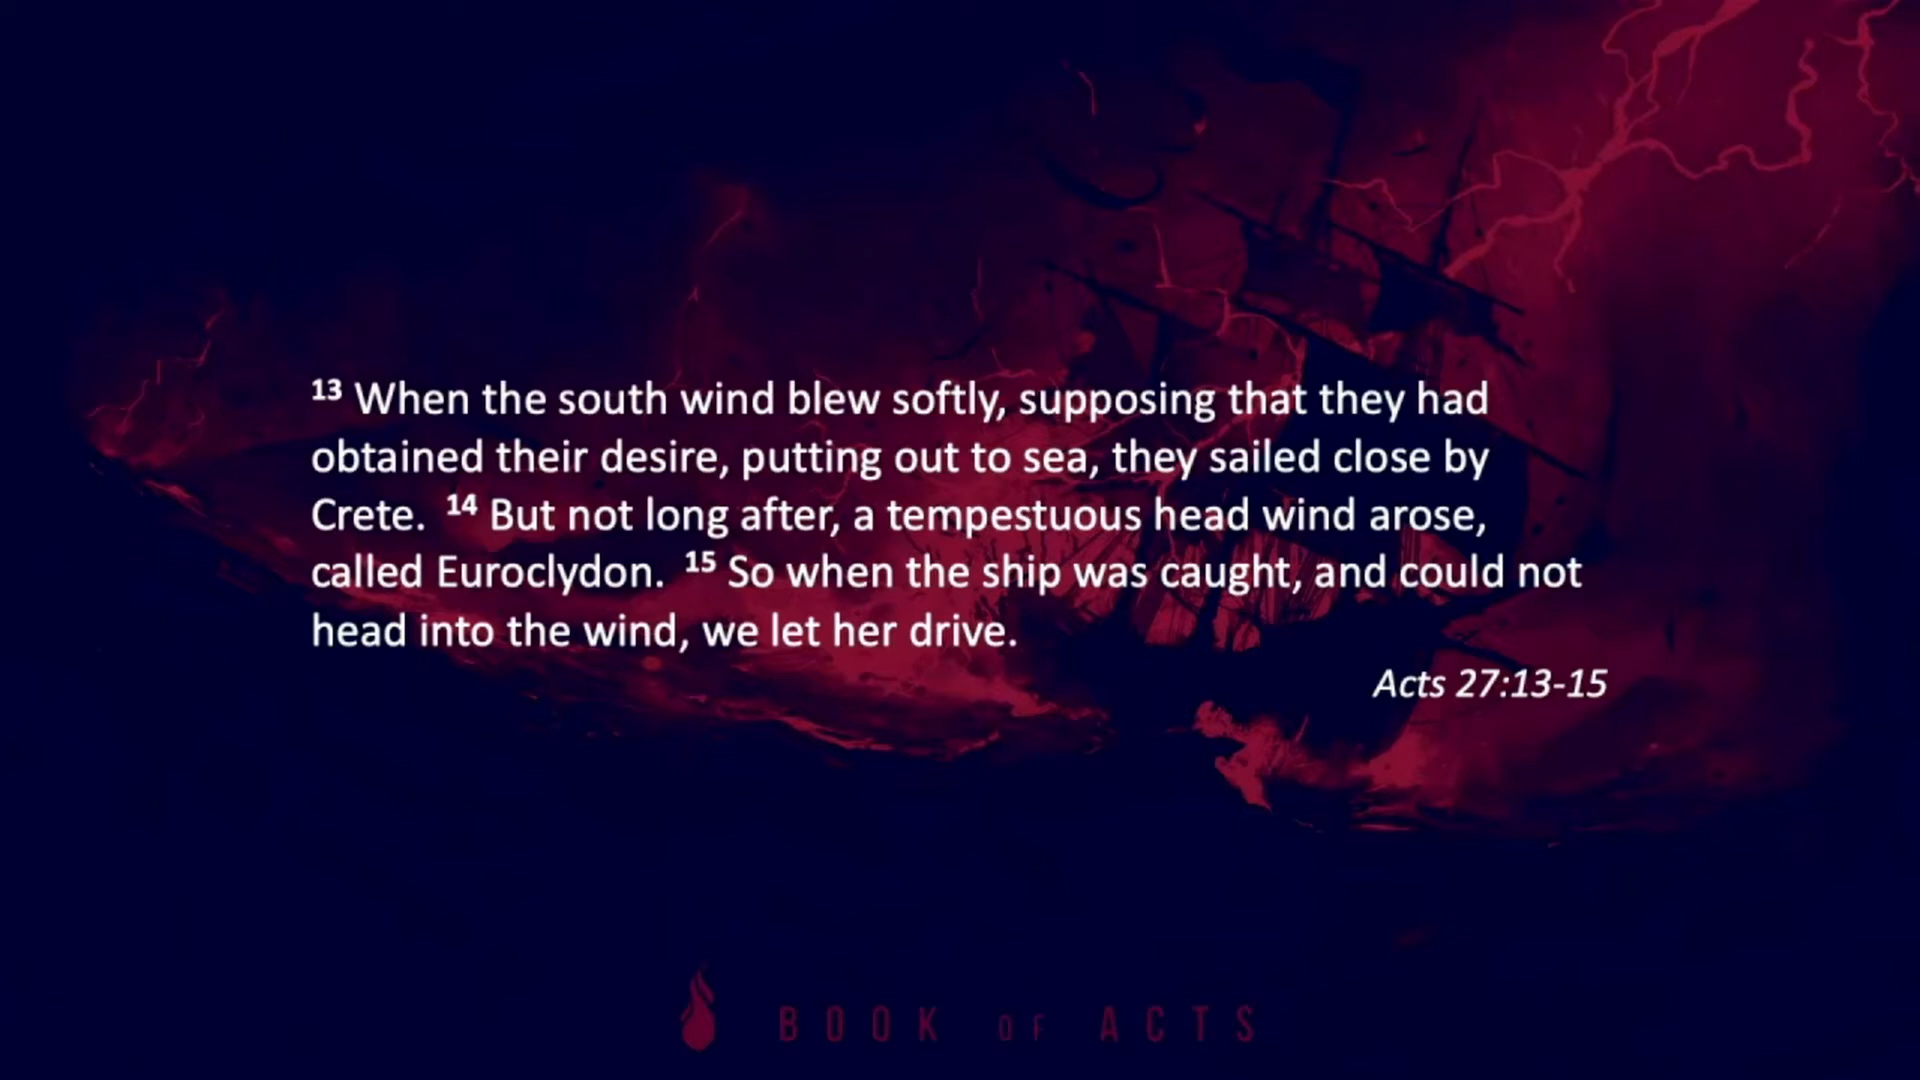 ¹³ When the south wind blew softly, supposing that they had
obtained their desire, putting out to sea, they sailed close by
Crete. ¹⁴ But not long after, a tempestuous head wind arose,
called Euroclydon. ¹⁵ So when the ship was caught, and could not
head into the wind, we let her drive.
Acts 27:13-15
BOOK OF ACTS